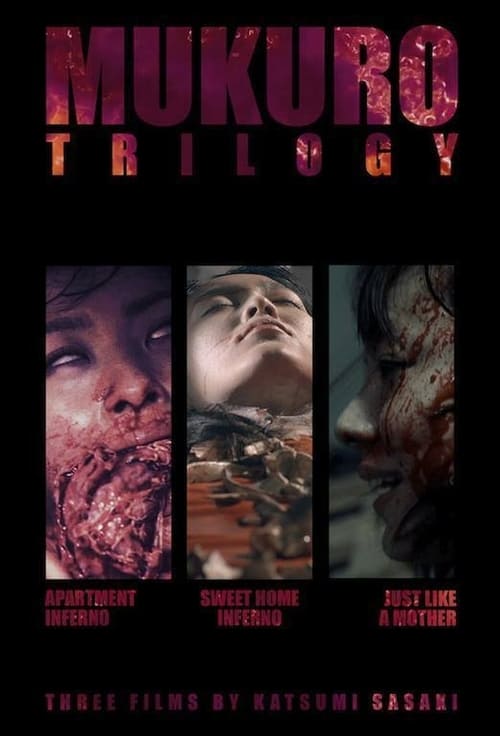 MUKURO
TRILOGY
APARTMENT
INFERNO
SWEET HOME
INFERNO
JUST LIKE
A MOTHER
THREE FILMS BY KATSUMI SASAKI